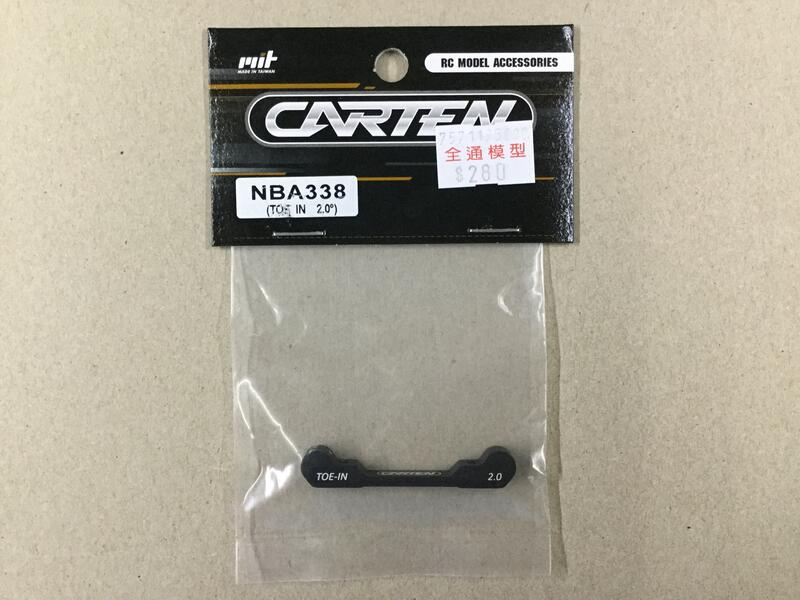 mit
MADE IN TAIWAN
RC MODEL ACCESSORIES
CARTEN
全通模型
$280
NBA338
(TOE IN 2.0°)
CARTEN
TOE-IN
2.0